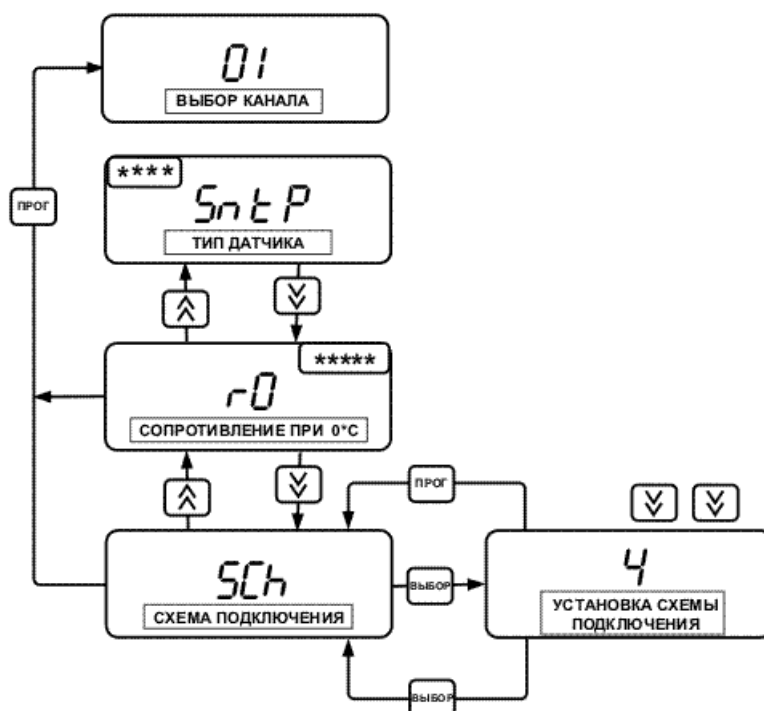 01
ВЫБОР КАНАЛА
****
SntP
ТИП ДАТЧИКА
ПРОГ
*****
r0
СОПРОТИВЛЕНИЕ ПРИ 0*С
ПРОГ
SCh
СХЕМА ПОДКЛЮЧЕНИЯ
ВЫБОР
4
УСТАНОВКА СХЕМЫ
ПОДКЛЮЧЕНИЯ
ВЫБОР